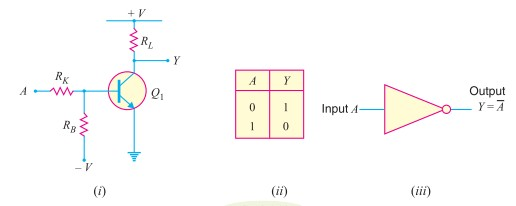 + V
R_L
Y
A
R_K
Q_1
R_B
– V
(i)
A Y
0 1
1 0
(ii)
Input A
Output
Y = A̅
(iii)